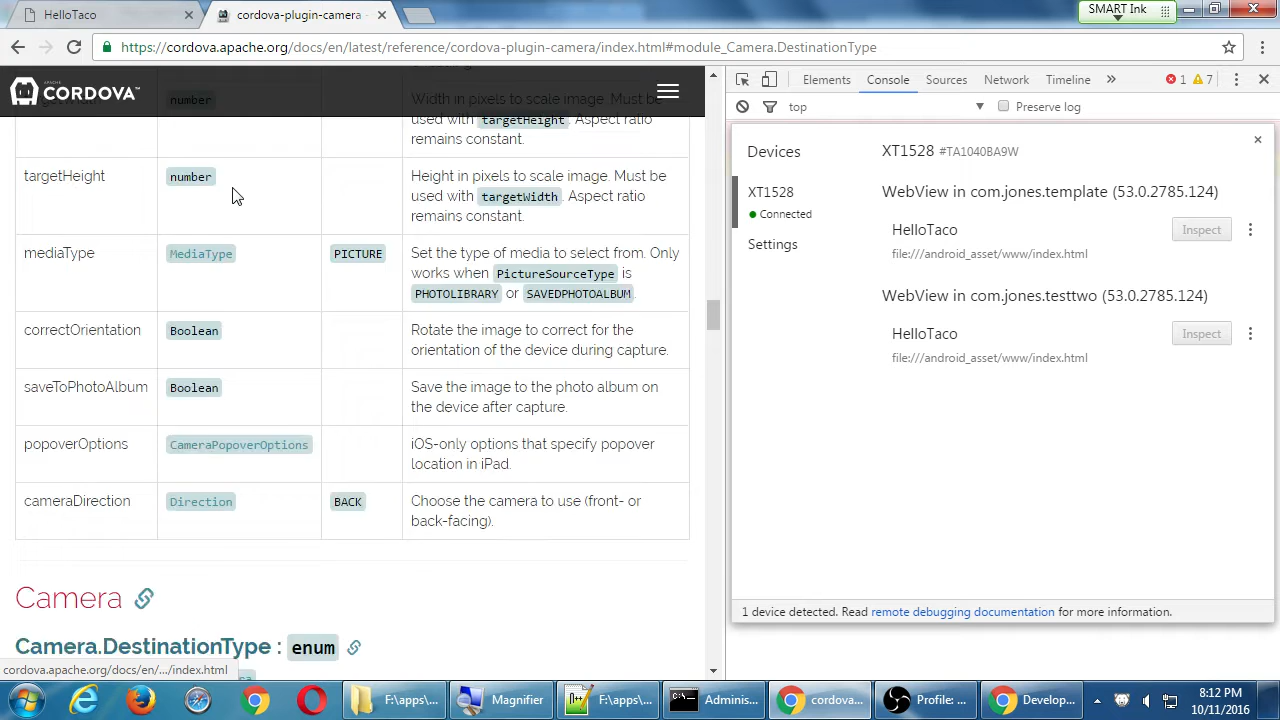 HelloTaco
cordova-plugin-camera -
SMART Ink
https://cordova.apache.org/docs/en/latest/reference/cordova-plugin-camera/index.html#module_Camera.DestinationType
APACHE
CORDOVA™
number
Width in pixels to scale image. Must
be used with targetHeight. Aspect ratio
remains constant.
targetHeight
number
Height in pixels to scale image. Must
be used with targetWidth. Aspect ratio
remains constant.
mediaType
MediaType
PICTURE
Set the type of media to select from. Only
works when PictureSourceType is
PHOTOLIBRARY or SAVEDPHOTOALBUM.
correctOrientation
Boolean
Rotate the image to correct for the
orientation of the device during capture.
saveToPhotoAlbum
Boolean
Save the image to the photo album on
the device after capture.
popoverOptions
CameraPopoverOptions
iOS-only options that specify popover
location in iPad.
cameraDirection
Direction
BACK
Choose the camera to use (front- or
back-facing).
Camera
Camera.DestinationType : enum
cordova.apache.org/docs/en/.../index.html
Elements
Console
Sources
Network
Timeline
»
1
7
top
Preserve log
Devices
XT1528
Connected
Settings
XT1528 #TA1040BA9W
WebView in com.jones.template (53.0.2785.124)
HelloTaco
Inspect
file:///android_asset/www/index.html
WebView in com.jones.testtwo (53.0.2785.124)
HelloTaco
Inspect
file:///android_asset/www/index.html
1 device detected. Read remote debugging documentation for more information.
F:\apps\...
Magnifier
F:\apps\...
Adminis...
cordova...
Profile: ...
Develop...
8:12 PM
10/11/2016